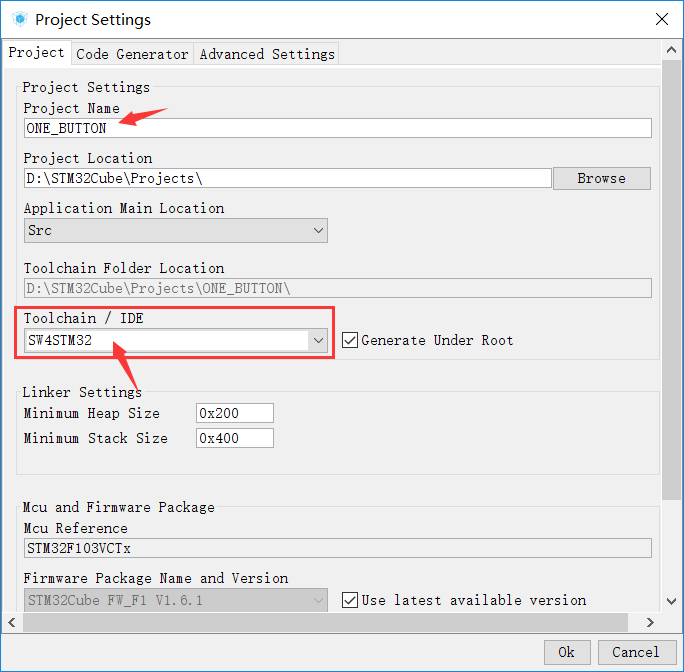 Project Settings
Project Code Generator Advanced Settings
Project Settings
Project Name
ONE_BUTTON
Project Location
D:\STM32Cube\Projects\ Browse
Application Main Location
Src
Toolchain Folder Location
D:\STM32Cube\Projects\ONE_BUTTON\
Toolchain / IDE
SW4STM32 Generate Under Root
Linker Settings
Minimum Heap Size 0x200
Minimum Stack Size 0x400
Mcu and Firmware Package
Mcu Reference
STM32F103VCTx
Firmware Package Name and Version
STM32Cube FW_F1 V1.6.1 Use latest available version
Ok Cancel